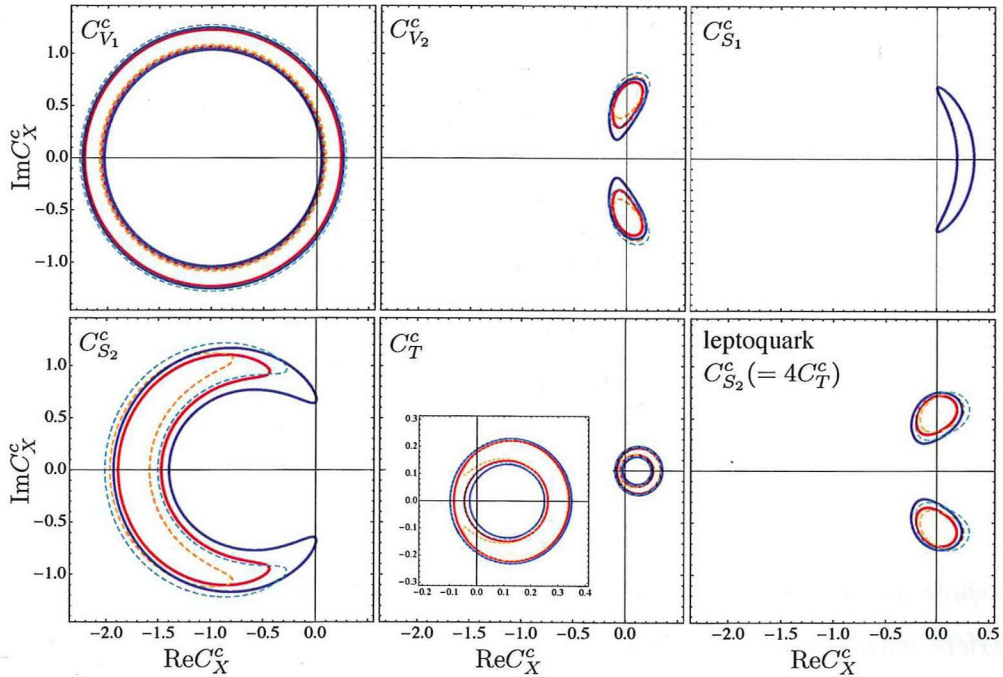 C^c_{V_1}
C^c_{V_2}
C^c_{S_1}
1.0
0.5
0.0
−0.5
−1.0
ImC^c_X
C^c_{S_2}
C^c_T
leptoquark
C^c_{S_2}(= 4C^c_T)
1.0
0.5
0.0
−0.5
−1.0
ImC^c_X
0.3
0.2
0.1
0.0
−0.1
−0.2
−0.3
−0.2 −0.1 0.0 0.1 0.2 0.3 0.4
−2.0 −1.5 −1.0 −0.5 0.0
−2.0 −1.5 −1.0 −0.5 0.0
−2.0 −1.5 −1.0 −0.5 0.0 0.5
ReC^c_X
ReC^c_X
ReC^c_X